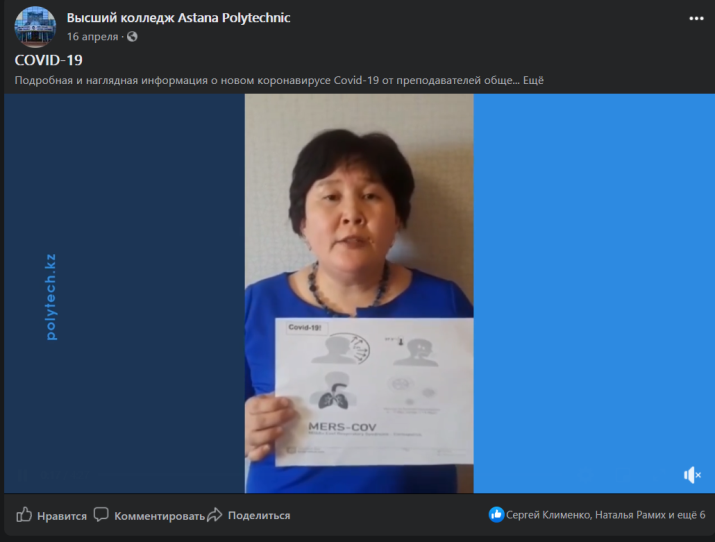 Высший колледж Astana Polytechnic
16 апреля ·
COVID-19
Подробная и наглядная информация о новом коронавирусе Covid-19 от преподавателей обще... Ещё
polytech.kz
Covid-19!
MERS-COV
Нравится
Комментировать
Поделиться
Сергей Клименко, Наталья Рамих и ещё 6